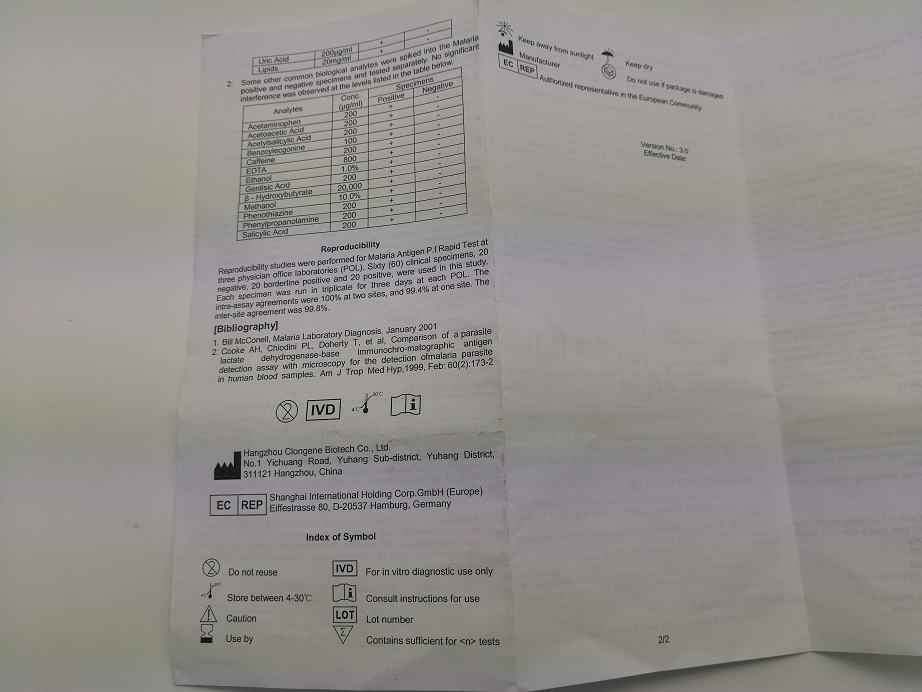 Uric Acid 200µg/ml + -
Lipids 20mg/ml + -
2. Some other common biological analytes were spiked into the Malaria
positive and negative specimens and tested separately. No significant
interference was observed at the levels listed in the table below.
Analytes Conc. (µg/ml) Specimens
Positive Negative
Acetaminophen 200 + -
Acetoacetic Acid 200 + -
Acetylsalicylic Acid 200 + -
Benzoylecgonine 100 + -
Caffeine 200 + -
EDTA 800 + -
Ethanol 1.0% + -
Gentisic Acid 200 + -
β - Hydroxybutyrate 20,000 + -
Methanol 10.0% + -
Phenothiazine 200 + -
Phenylpropanolamine 200 + -
Salicylic Acid 200 + -
Reproducibility
Reproducibility studies were performed for Malaria Antigen P.f Rapid Test at
three physician office laboratories (POL). Sixty (60) clinical specimens, 20
negative, 20 borderline positive and 20 positive, were used in this study.
Each specimen was run in triplicate for three days at each POL. The
intra-assay agreements were 100% at two sites, and 99.4% at one site. The
inter-site agreement was 99.8%.
[Bibliography]
1. Bill McConell, Malaria Laboratory Diagnosis. January 2001
2. Cooke AH, Chiodini PL, Doherty T, et al, Comparison of a parasite
lactate dehydrogenase-base immunochro-matographic antigen
detection assay with microscopy for the detection ofmalaria parasite
in human blood samples. Am J Trop Med Hyp,1999, Feb: 60(2):173-2
2 IVD 4℃ 30℃ i
Hangzhou Clongene Biotech Co., Ltd.
No.1 Yichuang Road, Yuhang Sub-district, Yuhang District,
311121 Hangzhou, China
EC REP Shanghai International Holding Corp.GmbH (Europe)
Eiffestrasse 80, D-20537 Hamburg, Germany
Index of Symbol
2 Do not reuse IVD For in vitro diagnostic use only
Store between 4-30℃ i Consult instructions for use
Caution LOT Lot number
Use by Σ Contains sufficient for <n> tests
Keep away from sunlight Keep dry
Manufacturer Do not use if package is damaged
EC REP Authorized representative in the European Community
Version No.: 3.0
Effective Date:
2/2